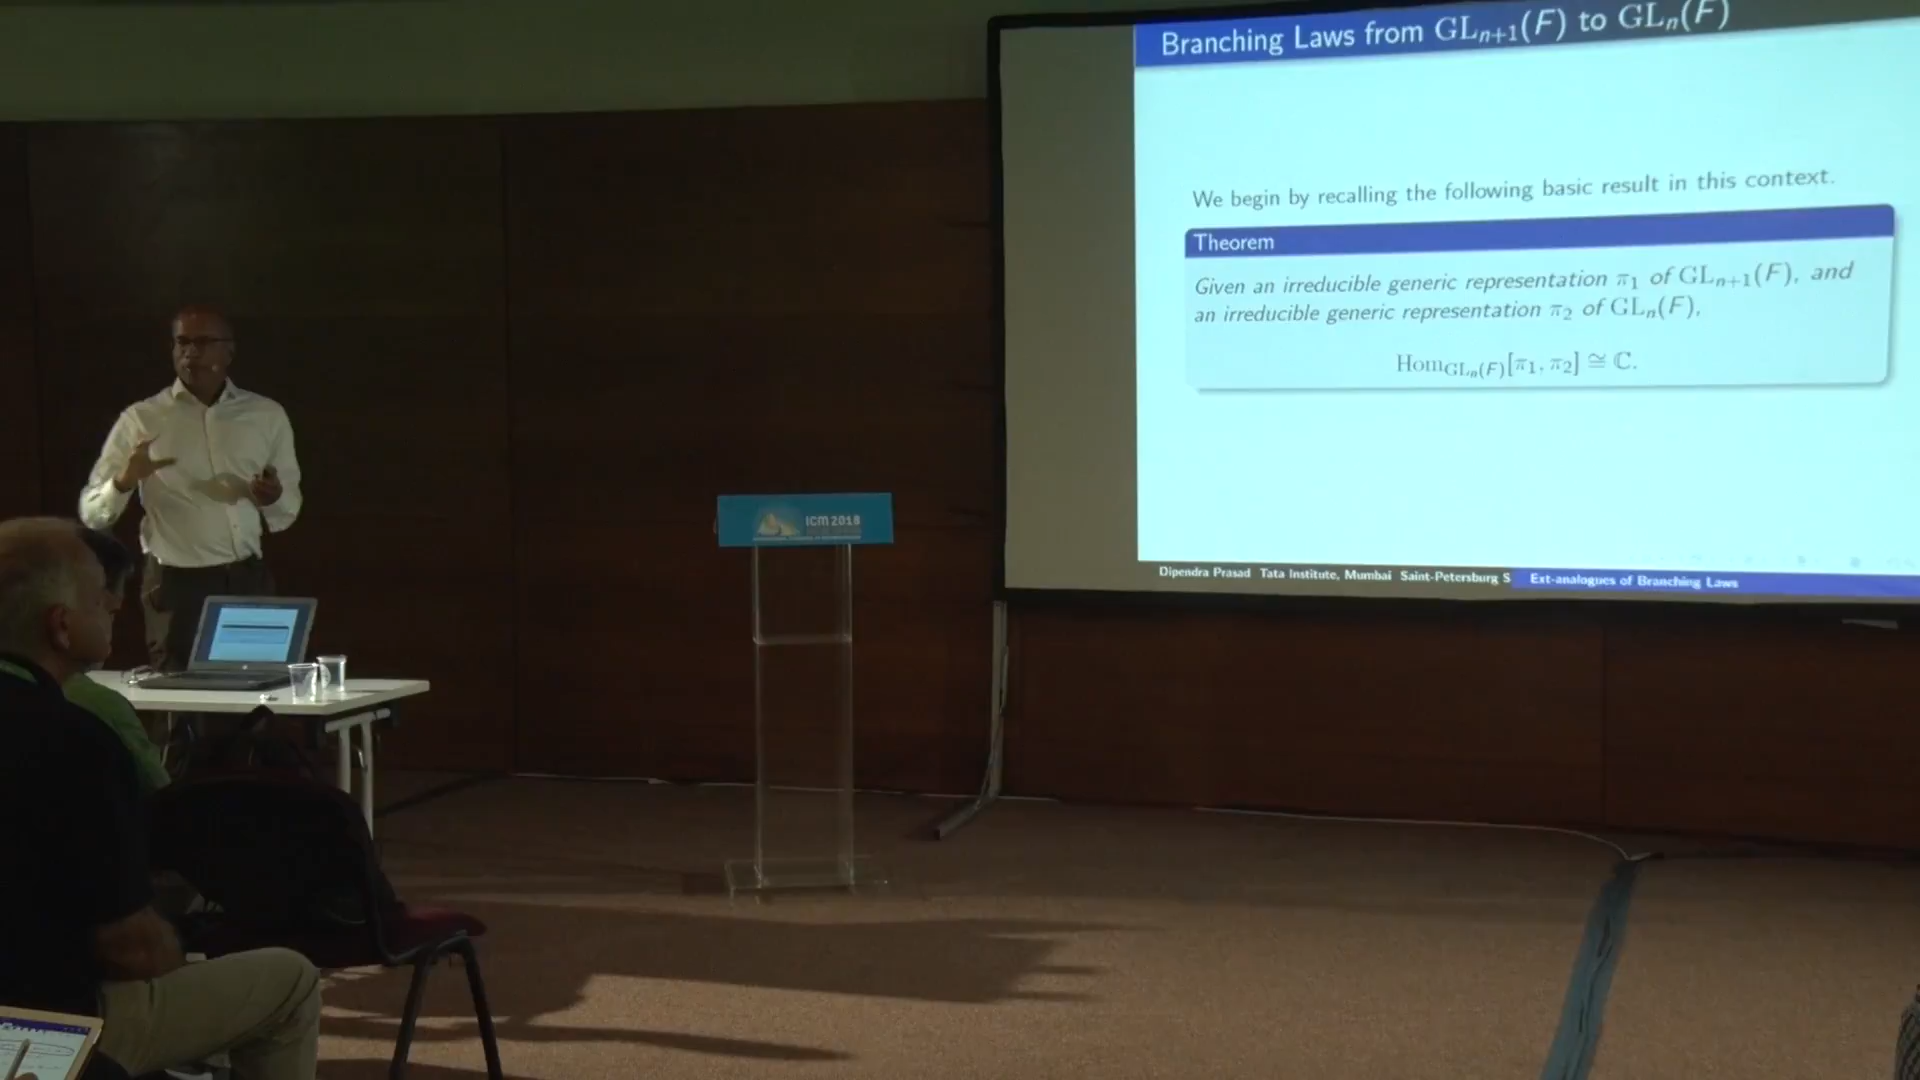 Branching Laws from GLₙ₊₁(F) to GLₙ(F)
We begin by recalling the following basic result in this context.
Theorem
Given an irreducible generic representation π₁ of GLₙ₊₁(F), and
an irreducible generic representation π₂ of GLₙ(F),
Hom_{GLₙ(F)}[π₁, π₂] ≅ ℂ.
Dipendra Prasad Tata Institute, Mumbai Saint-Petersburg S Ext-analogues of Branching Laws
ICM 2018